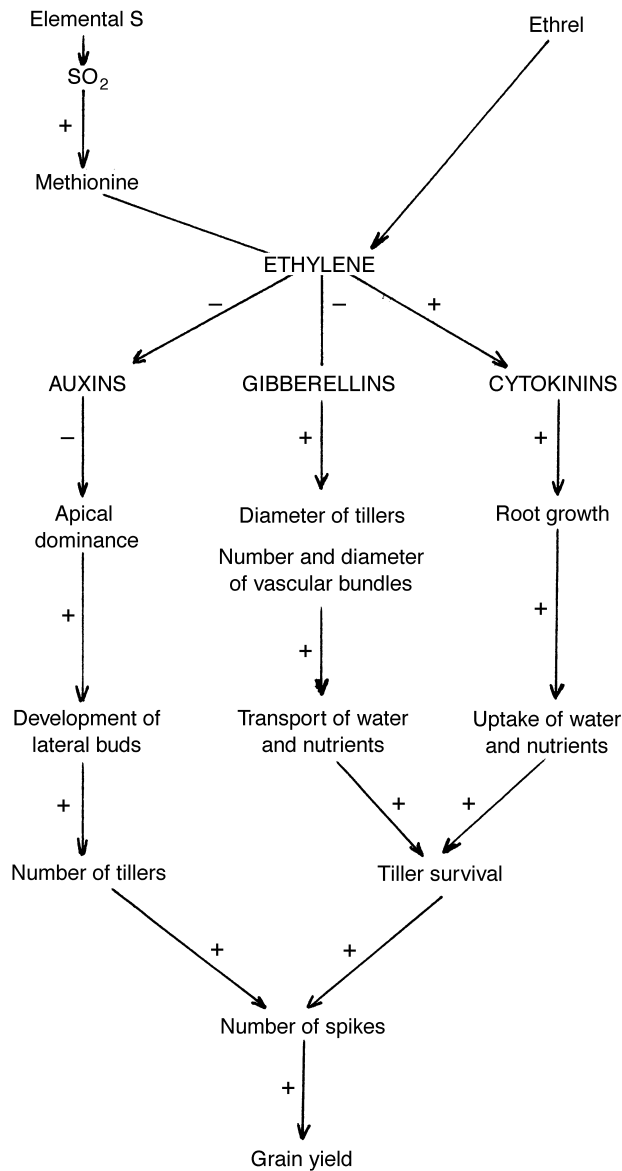 Elemental S
Ethrel
SO2
+
Methionine
ETHYLENE
–
–
+
AUXINS
GIBBERELLINS
CYTOKININS
–
+
+
Apical
dominance
Diameter of tillers
Number and diameter
of vascular bundles
Root growth
+
+
+
Development of
lateral buds
Transport of water
and nutrients
Uptake of water
and nutrients
+
+
+
Number of tillers
Tiller survival
+
+
Number of spikes
+
Grain yield